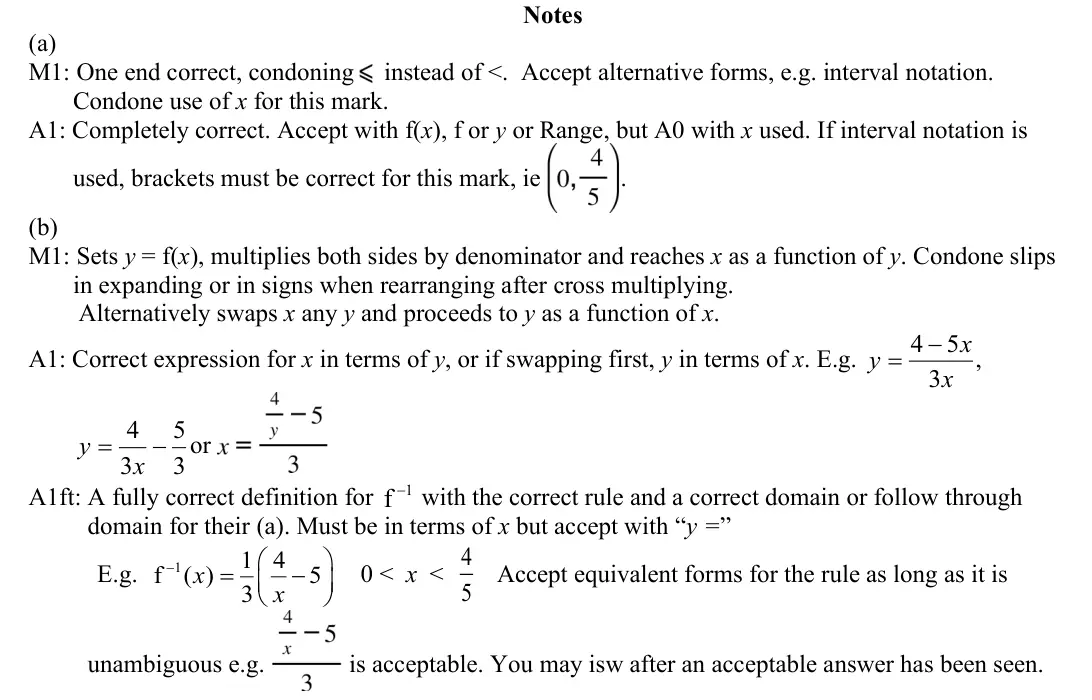 Notes
(a)
M1: One end correct, condoning ⩽ instead of <. Accept alternative forms, e.g. interval notation.
Condone use of x for this mark.
A1: Completely correct. Accept with f(x), f or y or Range, but A0 with x used. If interval notation is
used, brackets must be correct for this mark, ie (0, 4/5).
(b)
M1: Sets y = f(x), multiplies both sides by denominator and reaches x as a function of y. Condone slips
in expanding or in signs when rearranging after cross multiplying.
Alternatively swaps x any y and proceeds to y as a function of x.
A1: Correct expression for x in terms of y, or if swapping first, y in terms of x. E.g. y = (4 − 5x)/(3x),
y = 4/(3x) − 5/3 or x = (4/y − 5)/3
A1ft: A fully correct definition for f⁻¹ with the correct rule and a correct domain or follow through
domain for their (a). Must be in terms of x but accept with “y =”
E.g. f⁻¹(x) = 1/3 (4/x − 5) 0 < x < 4/5 Accept equivalent forms for the rule as long as it is
unambiguous e.g. (4/x − 5)/3 is acceptable. You may isw after an acceptable answer has been seen.